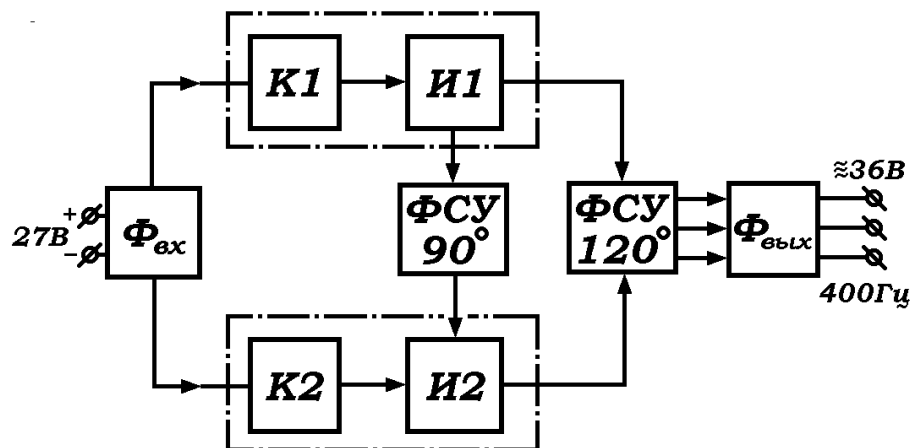 К1
И1
27В
+
−
Фвх
ФСУ
90°
ФСУ
120°
Фвых
≈36В
400Гц
К2
И2